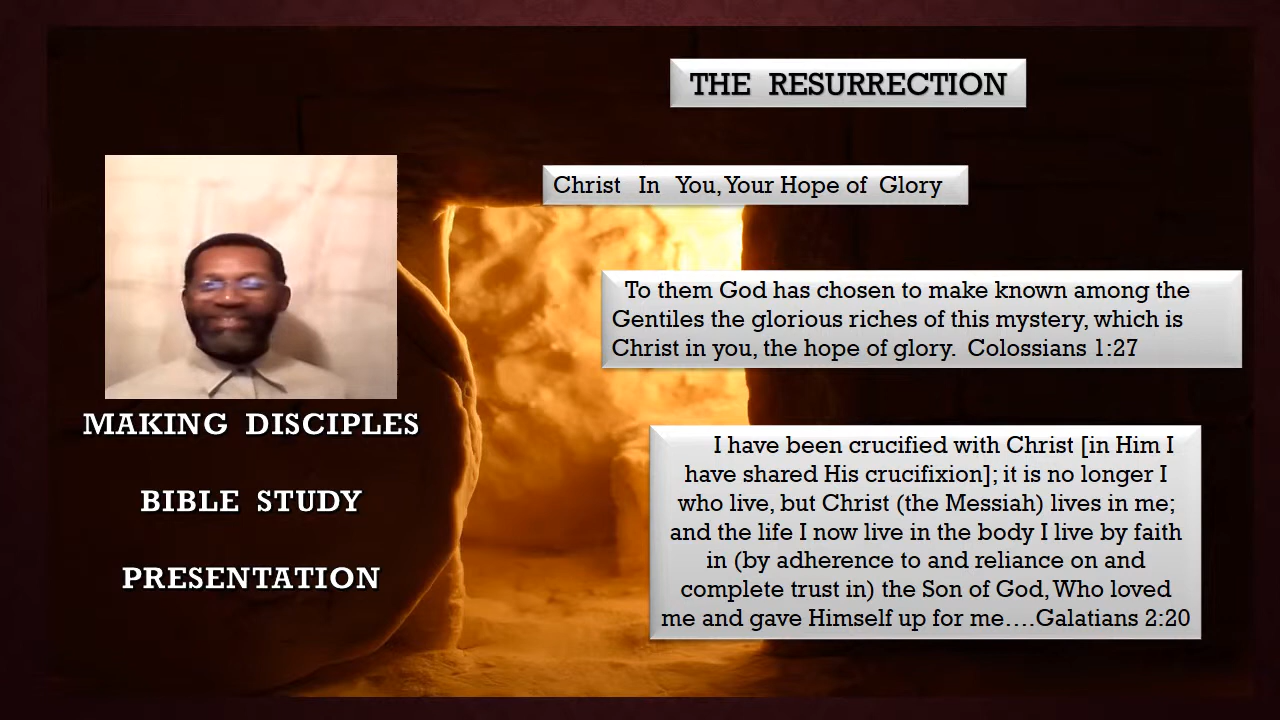 THE RESURRECTION
Christ In You, Your Hope of Glory
To them God has chosen to make known among the
Gentiles the glorious riches of this mystery, which is
Christ in you, the hope of glory. Colossians 1:27
MAKING DISCIPLES
BIBLE STUDY
PRESENTATION
I have been crucified with Christ [in Him I
have shared His crucifixion]; it is no longer I
who live, but Christ (the Messiah) lives in me;
and the life I now live in the body I live by faith
in (by adherence to and reliance on and
complete trust in) the Son of God, Who loved
me and gave Himself up for me....Galatians 2:20